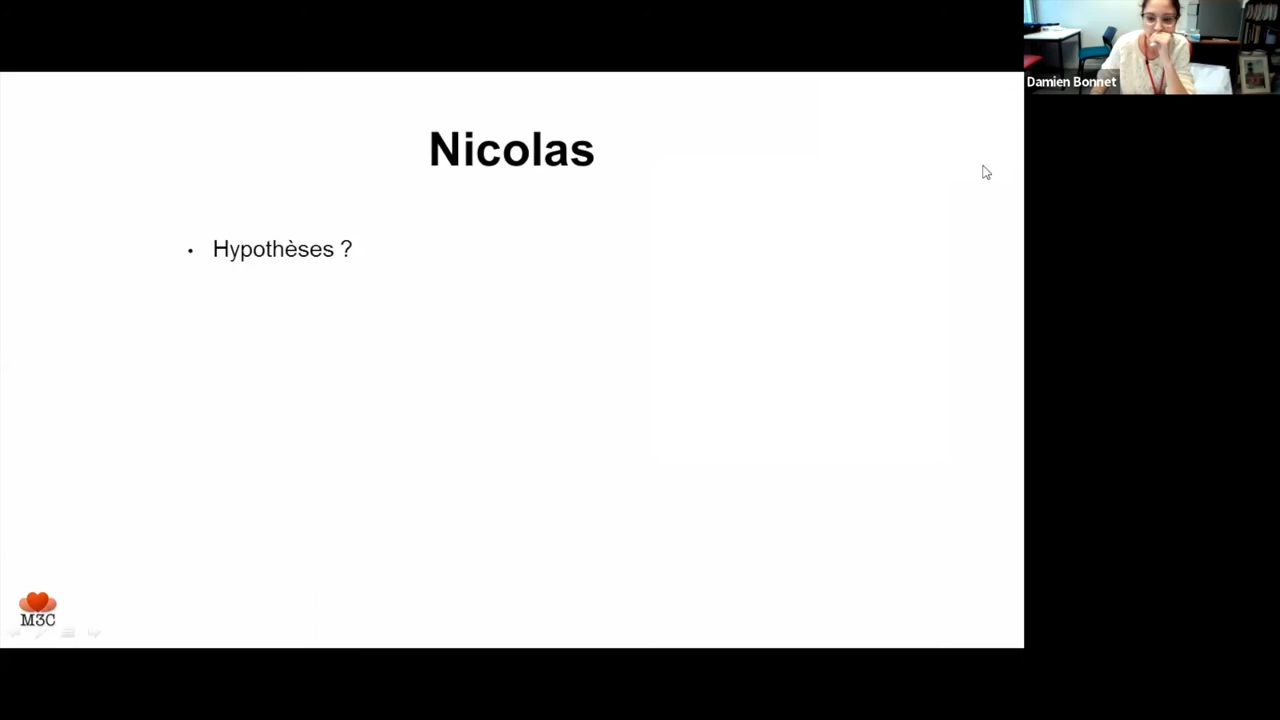 Damien Bonnet
Nicolas
• Hypothèses ?
M3C